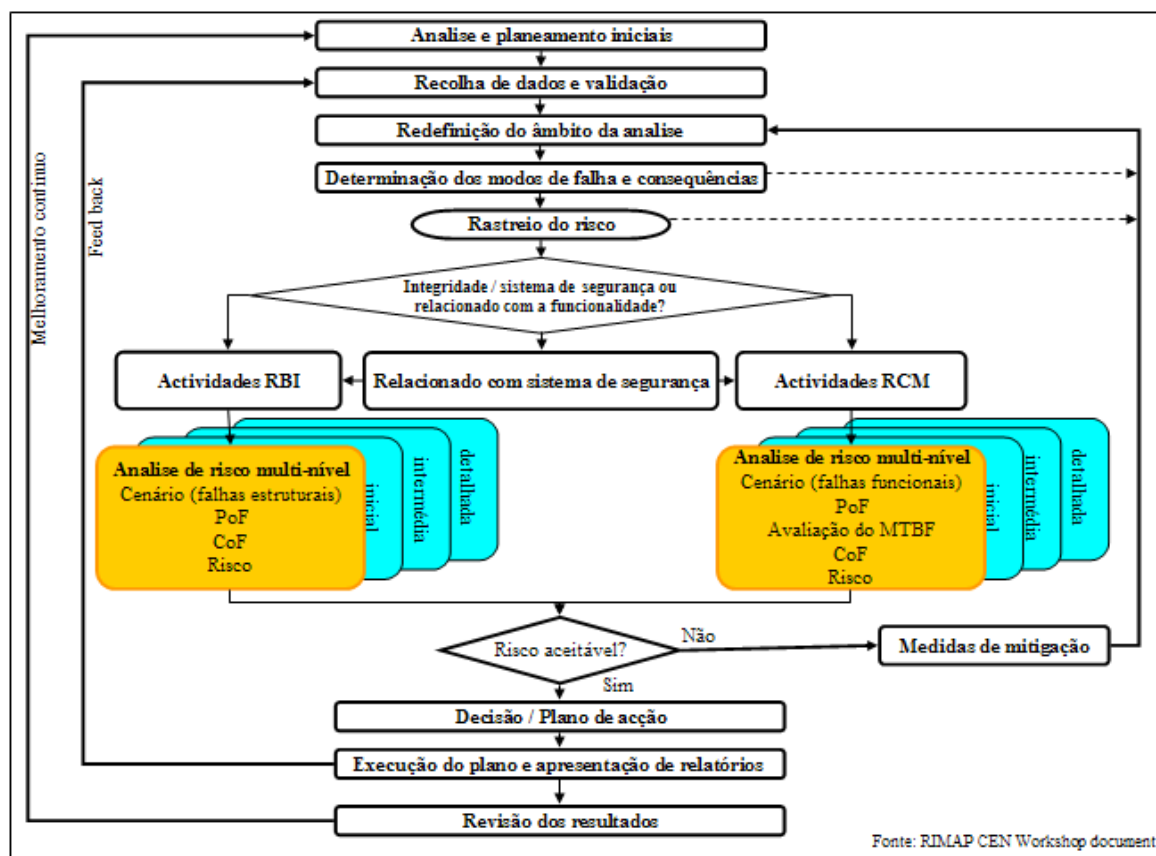 Analise e planeamento iniciais
Recolha de dados e validação
Redefinição do âmbito da analise
Determinação dos modos de falha e consequências
Rastreio do risco
Melhoramento continuo
Feed back
Integridade / sistema de segurança ou
relacionado com a funcionalidade?
Actividades RBI
Relacionado com sistema de segurança
Actividades RCM
Analise de risco multi-nível
Cenário (falhas estruturais)
PoF
CoF
Risco
inicial
intermédia
detalhada
Analise de risco multi-nível
Cenário (falhas funcionais)
PoF
Avaliação do MTBF
CoF
Risco
inicial
intermédia
detalhada
Risco aceitável?
Não
Medidas de mitigação
Sim
Decisão / Plano de acção
Execução do plano e apresentação de relatórios
Revisão dos resultados
Fonte: RIMAP CEN Workshop document